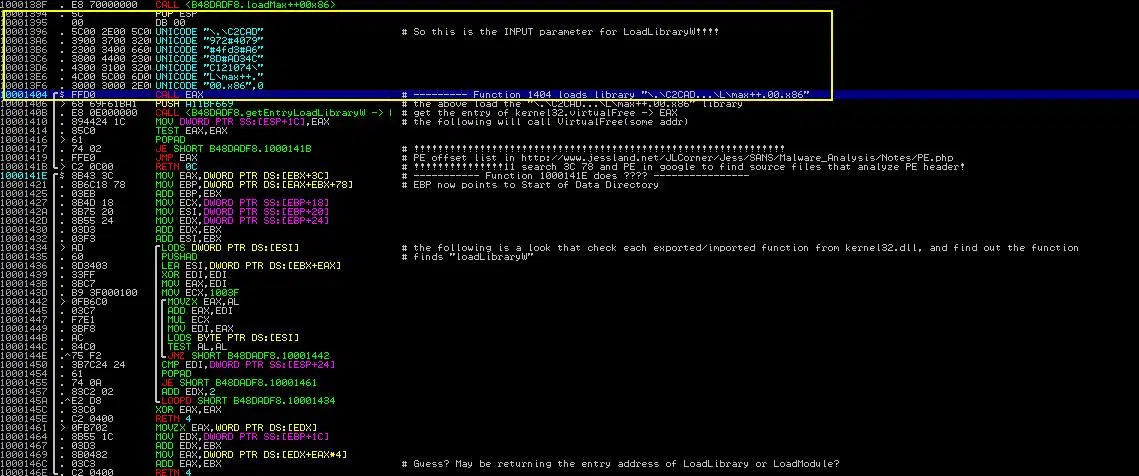 1000138F . E8 70000000 CALL <B48DADF8.loadMax++00x86>
10001394 . 5C POP ESP
10001395 00 DB 00
10001396 . 5C00 2E00 5C0 UNICODE "\.\C2CAD" # So this is the INPUT parameter for LoadLibraryW!!!!
100013A6 . 3900 3700 320 UNICODE "972#4079"
100013B6 . 2300 3400 660 UNICODE "#4fd3#A6"
100013C6 . 3800 4400 230 UNICODE "8D#AD34C"
100013D6 . 4300 3100 320 UNICODE "C121074\"
100013E6 . 4C00 5C00 6D0 UNICODE "L\max++."
100013F6 . 3000 3000 2E0 UNICODE "00.x86",0
10001404 $ FFD0 CALL EAX # --------- Function 1404 loads library "\.\C2CAD...L\max++.00.x86"
10001406 > 68 69F61BA1 PUSH A11BF669 # the above load the "\.\C2CAD...L\max++.00.x86" library
1000140B . E8 0E000000 CALL <B48DADF8.getEntryLoadLibraryW -> # get the entry of kernel32.virtualFree -> EAX
10001410 . 894424 1C MOV DWORD PTR SS:[ESP+1C],EAX # the following will call VirtualFree(some addr)
10001414 . 85C0 TEST EAX,EAX
10001416 > 61 POPAD
10001417 . 74 02 JE SHORT B48DADF8.1000141B
10001419 . FFE0 JMP EAX # PE offset list in http://www.jessland.net/JLCorner/Jess/SANS/Malware_Analysis/Notes/PE.php
1000141B > C2 0C00 RETN 0C search 3C 78 and PE in google to find source files that analyze PE header!
1000141E $ 8B43 3C MOV EAX,DWORD PTR DS:[EBX+3C] # ----------- Function 1000141E does ???? -----------------
10001421 . 8B6C18 78 MOV EBP,DWORD PTR DS:[EAX+EBX+78] # EBP now points to Start of Data Directory
10001425 . 03EB ADD EBP,EBX
10001427 . 8B4D 18 MOV ECX,DWORD PTR SS:[EBP+18]
1000142A . 8B75 20 MOV ESI,DWORD PTR SS:[EBP+20]
1000142D . 8B55 24 MOV EDX,DWORD PTR SS:[EBP+24]
10001430 . 03D3 ADD EDX,EBX
10001432 . 03F3 ADD ESI,EBX
10001434 > AD LODS DWORD PTR DS:[ESI] # the following is a look that check each exported/imported function from kernel32.dll, and find out the function
10001435 . 60 PUSHAD # finds "loadLibraryW"
10001436 . 8D3403 LEA ESI,DWORD PTR DS:[EBX+EAX]
10001439 . 33FF XOR EDI,EDI
1000143B . 8BC7 MOV EAX,EDI
1000143D . B9 3F000100 MOV ECX,1003F
10001442 > 0FB6C0 MOVZX EAX,AL
10001445 . 03C7 ADD EAX,EDI
10001447 . F7E1 MUL ECX
10001449 . 8BF8 MOV EDI,EAX
1000144B . AC LODS BYTE PTR DS:[ESI]
1000144C . 84C0 TEST AL,AL
1000144E .^75 F2 JNZ SHORT B48DADF8.10001442
10001450 . 3B7C24 24 CMP EDI,DWORD PTR SS:[ESP+24]
10001454 . 61 POPAD
10001455 . 74 0A JE SHORT B48DADF8.10001461
10001457 . 83C2 02 ADD EDX,2
1000145A .^E2 D8 LOOPD SHORT B48DADF8.10001434
1000145C . 33C0 XOR EAX,EAX
1000145E . C2 0400 RETN 4
10001461 > 0FB702 MOVZX EAX,WORD PTR DS:[EDX]
10001464 . 8B55 1C MOV EDX,DWORD PTR SS:[EBP+1C]
10001467 . 03D3 ADD EDX,EBX
10001469 . 8B0482 MOV EAX,DWORD PTR DS:[EDX+EAX*4]
1000146C . 03C3 ADD EAX,EBX # Guess? May be returning the entry address of LoadLibrary or LoadModule?
1000146E . C2 0400 RETN 4